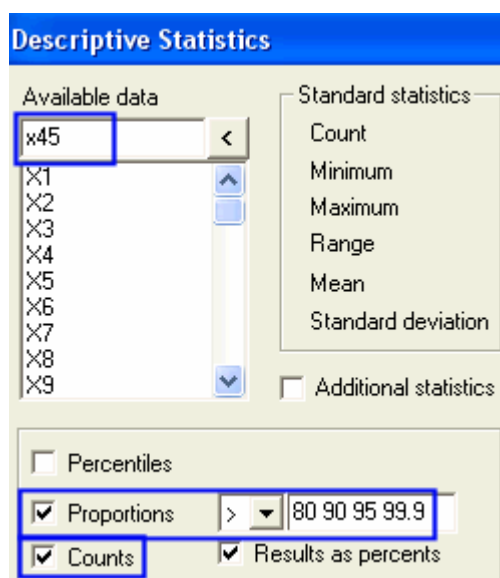 Descriptive Statistics
Available data
x45 <
X1
X2
X3
X4
X5
X6
X7
X8
X9
Standard statistics
Count
Minimum
Maximum
Range
Mean
Standard deviation
Additional statistics
Percentiles
Proportions > 80 90 95 99.9
Counts Results as percents